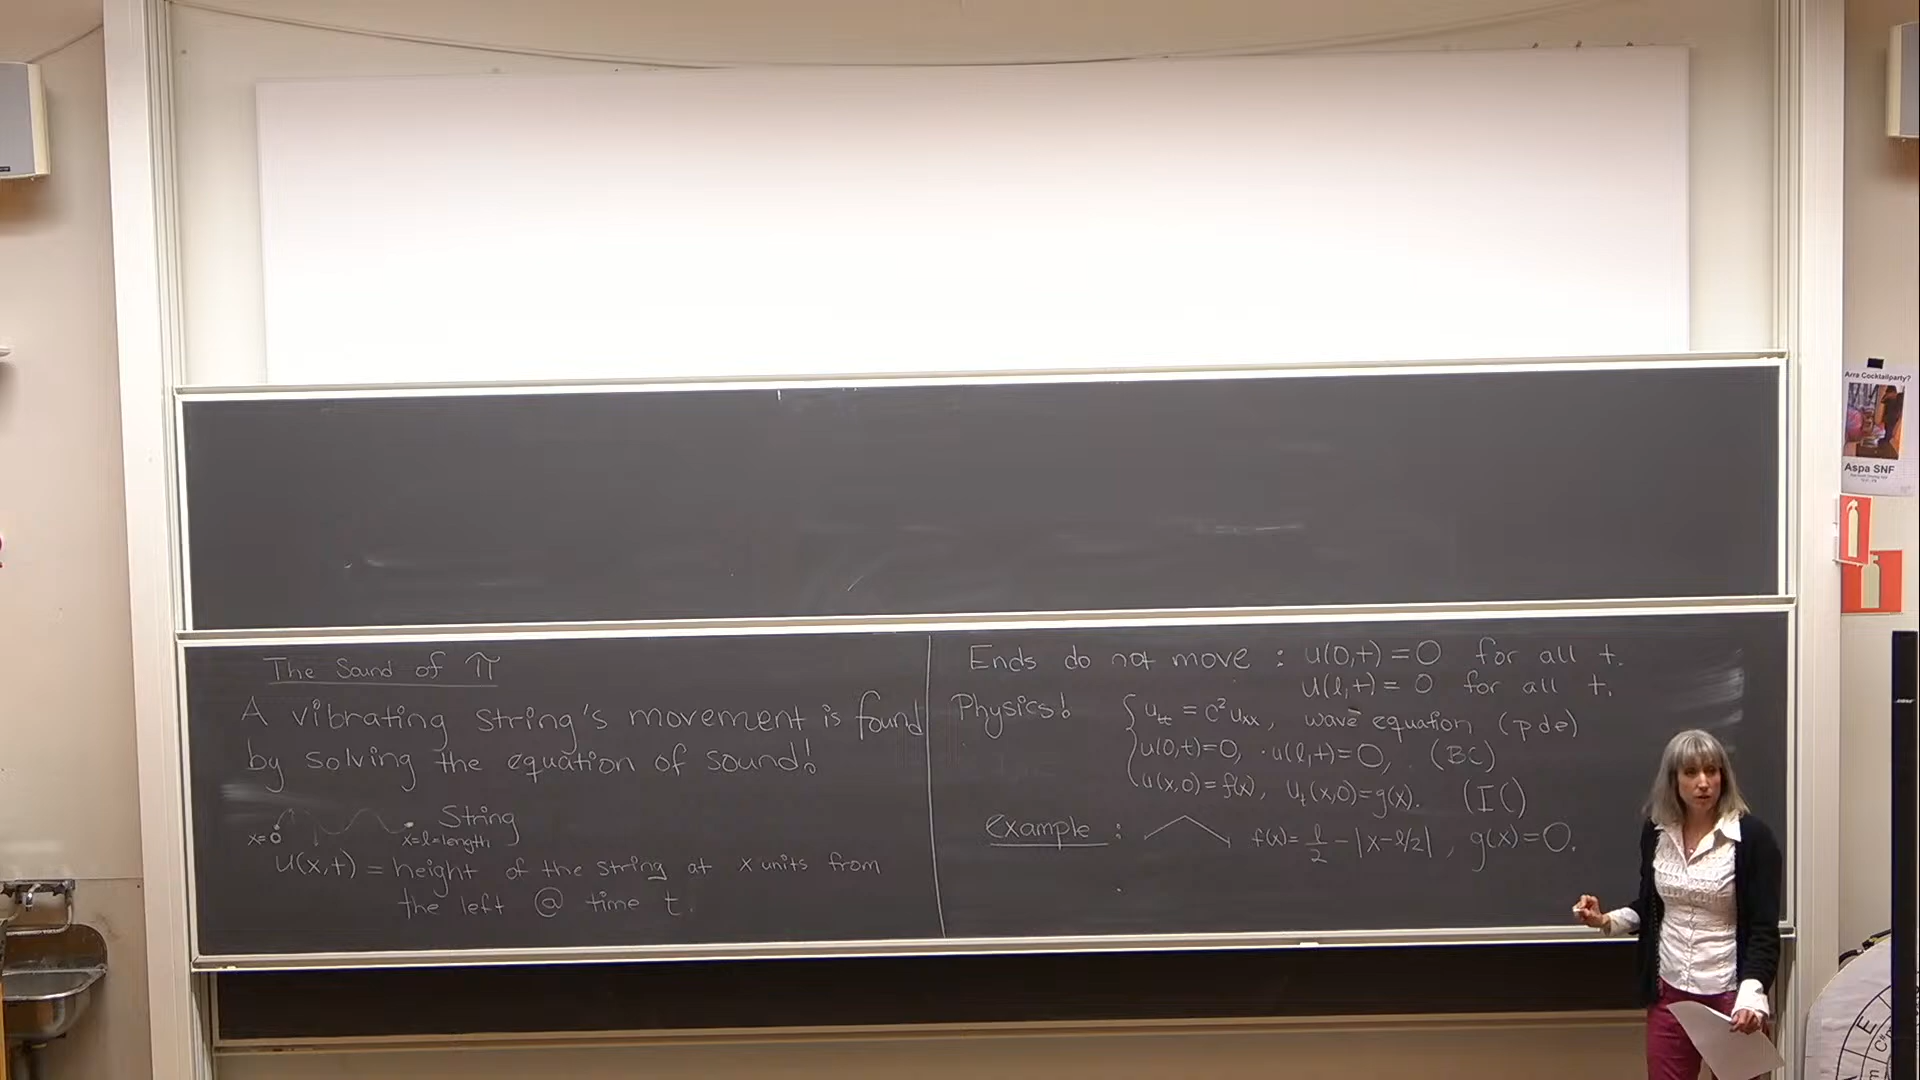 The Sound of π
A vibrating string's movement is found
by solving the equation of sound!
String
x=0
x=l=length
u(x,t) = height of the string at x units from
the left @ time t.
Ends do not move : u(0,t) = 0 for all t.
u(l,t) = 0 for all t.
Physics!
u_tt = c² u_xx, wave equation (pde)
u(0,t)=0, u(l,t)=0, (BC)
u(x,0)=f(x), u_t(x,0)=g(x). (IC)
example : f(x)= l/2 - |x-l/2| , g(x)=0.
Arra Cocktailparty?
Aspa SNF
E